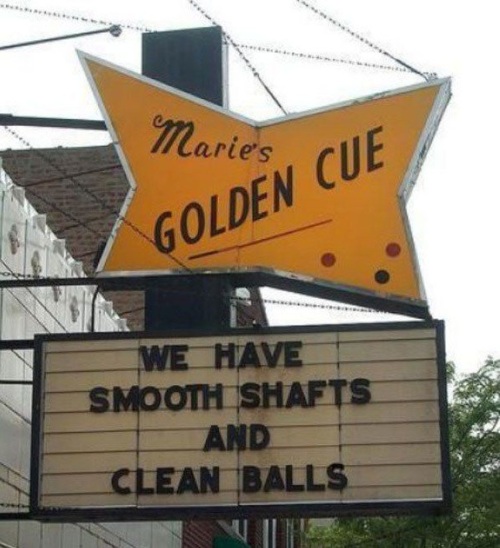 Marie's
GOLDEN CUE
WE HAVE
SMOOTH SHAFTS
AND
CLEAN BALLS